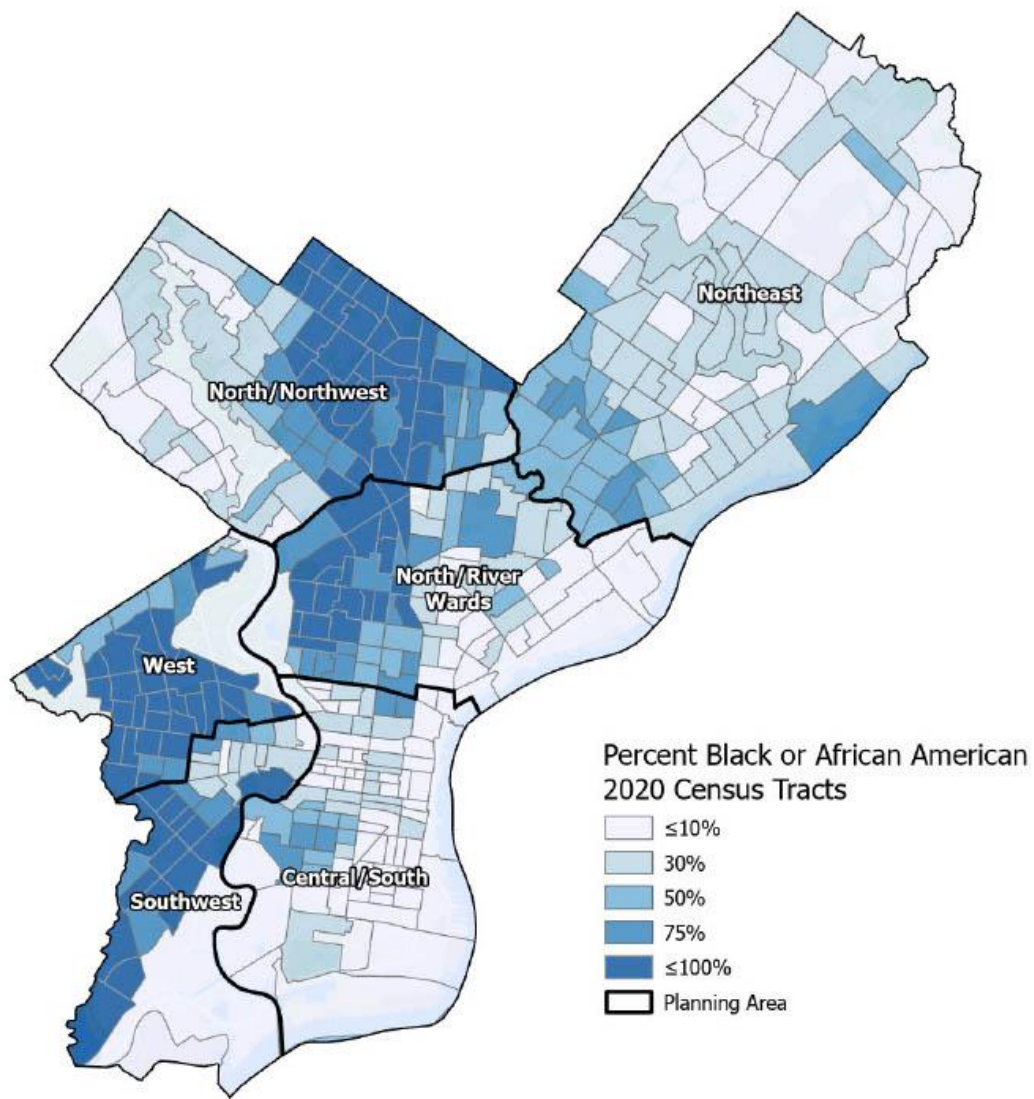 Northeast
North/Northwest
North/River
Wards
West
Central/South
Southwest
Percent Black or African American
2020 Census Tracts
≤10%
30%
50%
75%
≤100%
Planning Area